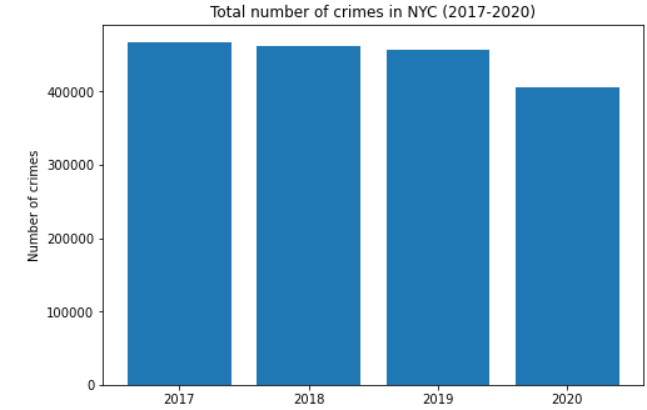 Total number of crimes in NYC (2017-2020)
Number of crimes
400000
300000
200000
100000
0
2017 2018 2019 2020